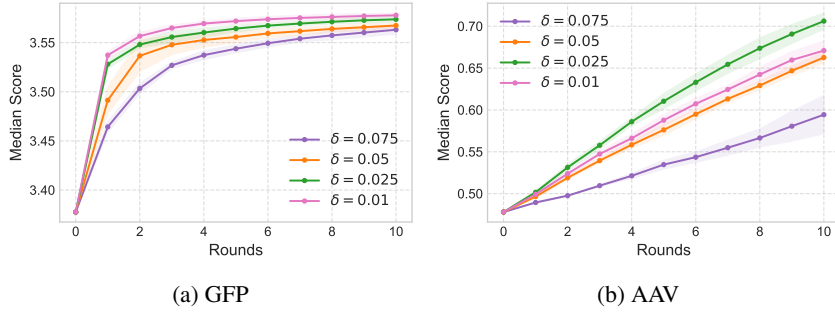 3.55
3.50
3.45
3.40
Median Score
δ = 0.075
δ = 0.05
δ = 0.025
δ = 0.01
0 2 4 6 8 10
Rounds
(a) GFP
0.70
0.65
0.60
0.55
0.50
Median Score
δ = 0.075
δ = 0.05
δ = 0.025
δ = 0.01
0 2 4 6 8 10
Rounds
(b) AAV